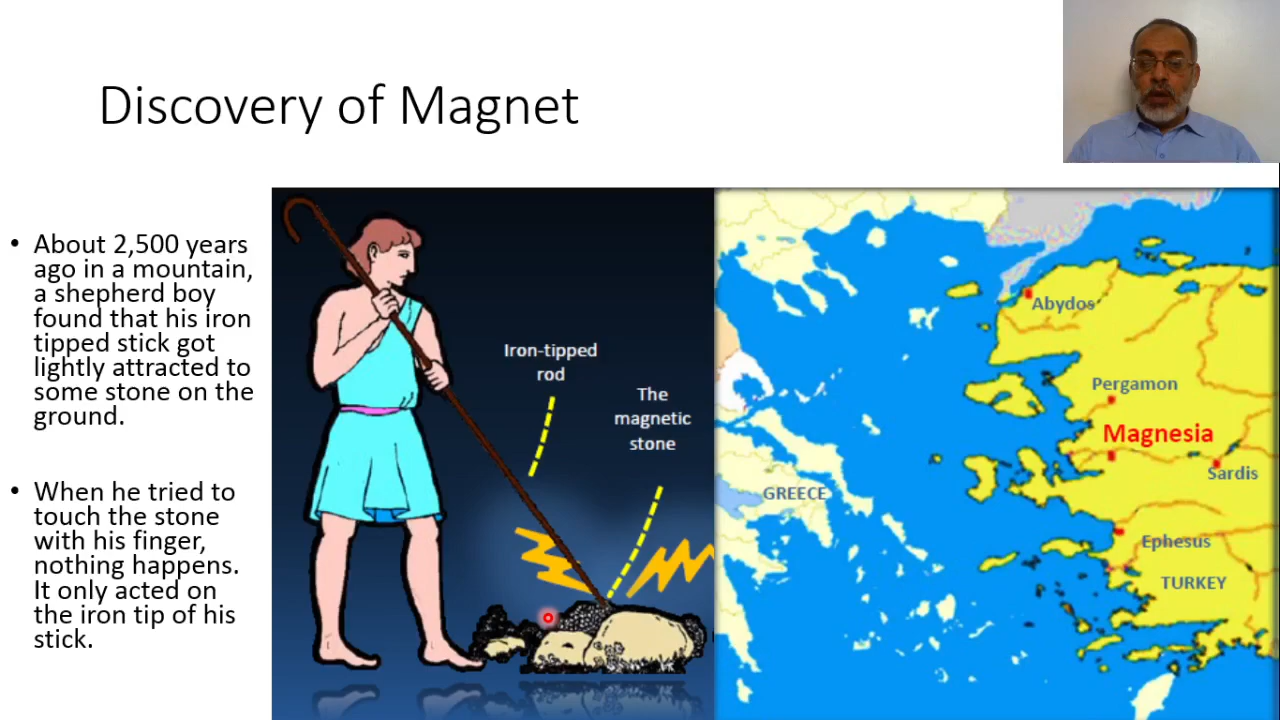 Discovery of Magnet
• About 2,500 years
ago in a mountain,
a shepherd boy
found that his iron
tipped stick got
lightly attracted to
some stone on the
ground.
• When he tried to
touch the stone
with his finger,
nothing happens.
It only acted on
the iron tip of his
stick.
Iron-tipped
rod
The
magnetic
stone
Abydos
Pergamon
Magnesia
Sardis
GREECE
Ephesus
TURKEY